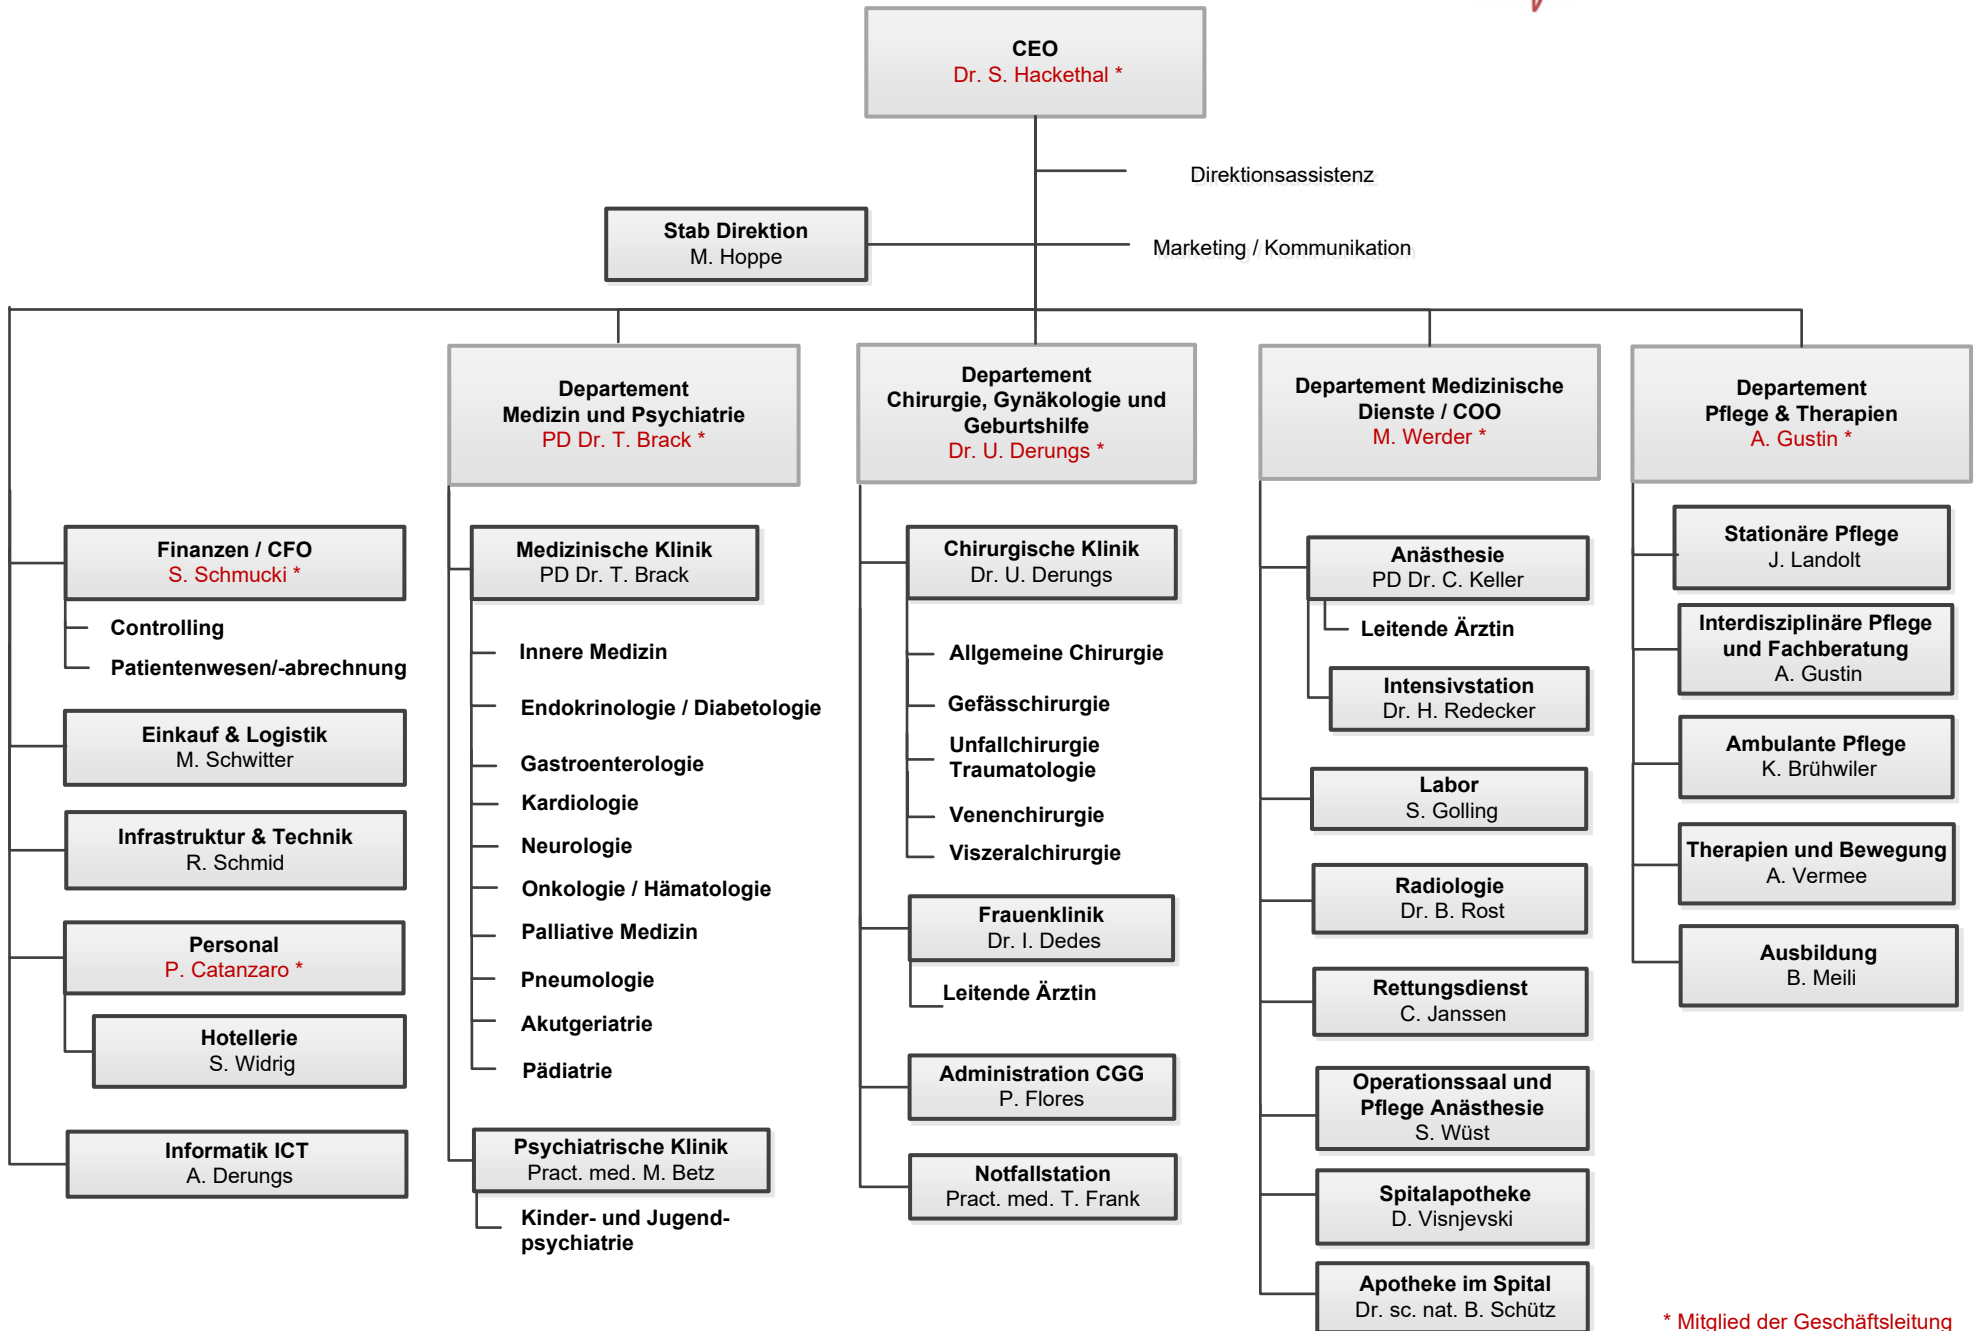 CEO
Dr. S. Hackethal *
Direktionsassistenz
Stab Direktion
M. Hoppe
Marketing / Kommunikation
Finanzen / CFO
S. Schmucki *
Controlling
Patientenwesen/-abrechnung
Einkauf & Logistik
M. Schwitter
Infrastruktur & Technik
R. Schmid
Personal
P. Catanzaro *
Hotellerie
S. Widrig
Informatik ICT
A. Derungs
Departement
Medizin und Psychiatrie
PD Dr. T. Brack *
Medizinische Klinik
PD Dr. T. Brack
Innere Medizin
Endokrinologie / Diabetologie
Gastroenterologie
Kardiologie
Neurologie
Onkologie / Hämatologie
Palliative Medizin
Pneumologie
Akutgeriatrie
Pädiatrie
Psychiatrische Klinik
Pract. med. M. Betz
Kinder- und Jugend-
psychiatrie
Departement
Chirurgie, Gynäkologie und
Geburtshilfe
Dr. U. Derungs *
Chirurgische Klinik
Dr. U. Derungs
Allgemeine Chirurgie
Gefässchirurgie
Unfallchirurgie
Traumatologie
Venenchirurgie
Viszeralchirurgie
Frauenklinik
Dr. I. Dedes
Leitende Ärztin
Administration CGG
P. Flores
Notfallstation
Pract. med. T. Frank
Departement Medizinische
Dienste / COO
M. Werder *
Anästhesie
PD Dr. C. Keller
Leitende Ärztin
Intensivstation
Dr. H. Redecker
Labor
S. Golling
Radiologie
Dr. B. Rost
Rettungsdienst
C. Janssen
Operationssaal und
Pflege Anästhesie
S. Wüst
Spitalapotheke
D. Visnjevski
Apotheke im Spital
Dr. sc. nat. B. Schütz
Departement
Pflege & Therapien
A. Gustin *
Stationäre Pflege
J. Landolt
Interdisziplinäre Pflege
und Fachberatung
A. Gustin
Ambulante Pflege
K. Brühwiler
Therapien und Bewegung
A. Vermee
Ausbildung
B. Meili
* Mitglied der Geschäftsleitung